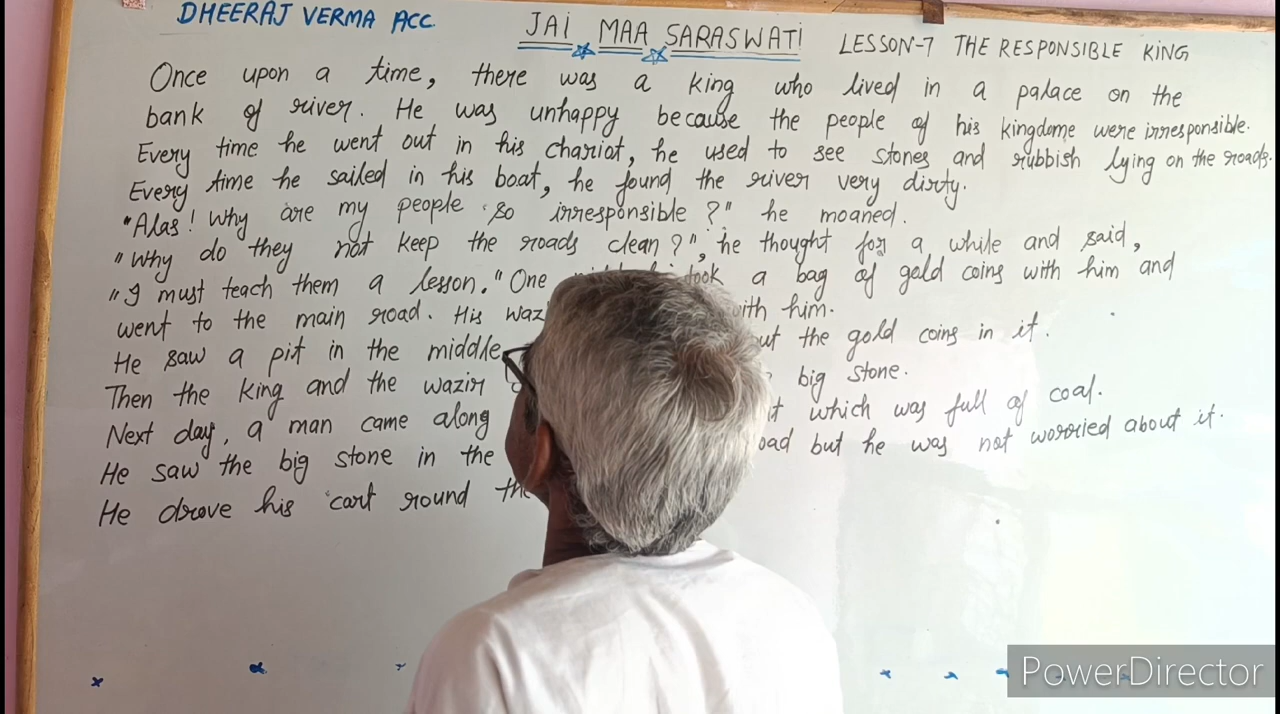 DHEERAJ VERMA ACC
JAI MAA SARASWATI
LESSON-7 THE RESPONSIBLE KING
Once upon a time, there was a king who lived in a palace on the
bank of river. He was unhappy because the people of his kingdome were irresponsible.
Every time he went out in his chariot, he used to see stones and rubbish lying on the roads.
Every time he sailed in his boat, he found the river very dirty.
"Alas! Why are my people so irresponsible?" he moaned.
"Why do they not keep the roads clean?", he thought for a while and said,
"I must teach them a lesson." One took a bag of gold coins with him and
went to the main road. His with him.
He saw a pit in the middle the gold coins in it.
Then the king and the wazir big stone.
Next day, a man came along which was full of coal.
He saw the big stone in the but he was not worried about it.
He drove his cart round
PowerDirector